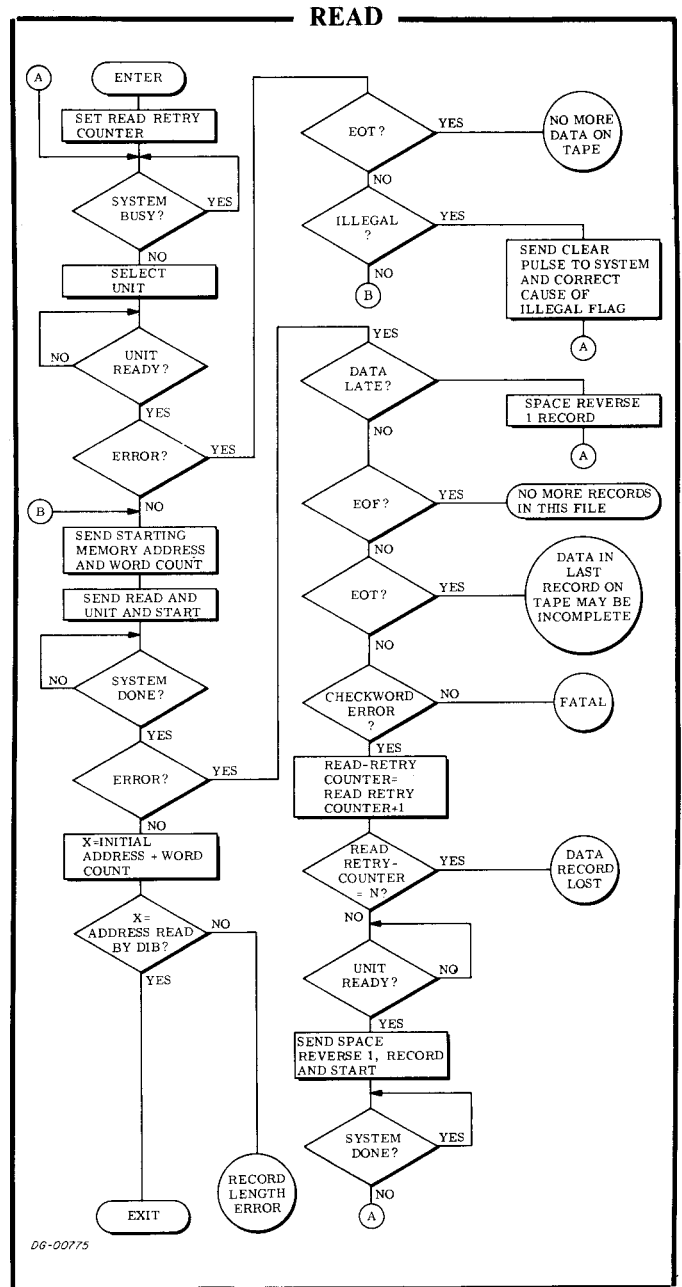 READ
A
ENTER
SET READ RETRY
COUNTER
SYSTEM
BUSY?
YES
NO
SELECT
UNIT
NO
UNIT
READY?
YES
ERROR?
YES
NO
B
SEND STARTING
MEMORY ADDRESS
AND WORD COUNT
SEND READ AND
UNIT AND START
NO
SYSTEM
DONE?
YES
ERROR?
YES
NO
X=INITIAL
ADDRESS + WORD
COUNT
X=
ADDRESS READ
BY DIB?
NO
YES
RECORD
LENGTH
ERROR
EXIT
EOT?
YES
NO MORE
DATA ON
TAPE
NO
ILLEGAL
?
YES
NO
B
SEND CLEAR
PULSE TO SYSTEM
AND CORRECT
CAUSE OF
ILLEGAL FLAG
A
YES
DATA
LATE?
NO
SPACE REVERSE
1 RECORD
A
EOF?
YES
NO MORE RECORDS
IN THIS FILE
NO
EOT?
YES
DATA IN
LAST
RECORD ON
TAPE MAY BE
INCOMPLETE
NO
CHECKWORD
ERROR
?
NO
FATAL
YES
READ-RETRY
COUNTER=
READ RETRY
COUNTER+1
READ
RETRY-
COUNTER
= N?
YES
DATA
RECORD
LOST
NO
UNIT
READY?
NO
YES
SEND SPACE
REVERSE 1, RECORD
AND START
SYSTEM
DONE?
YES
NO
A
DG-00775